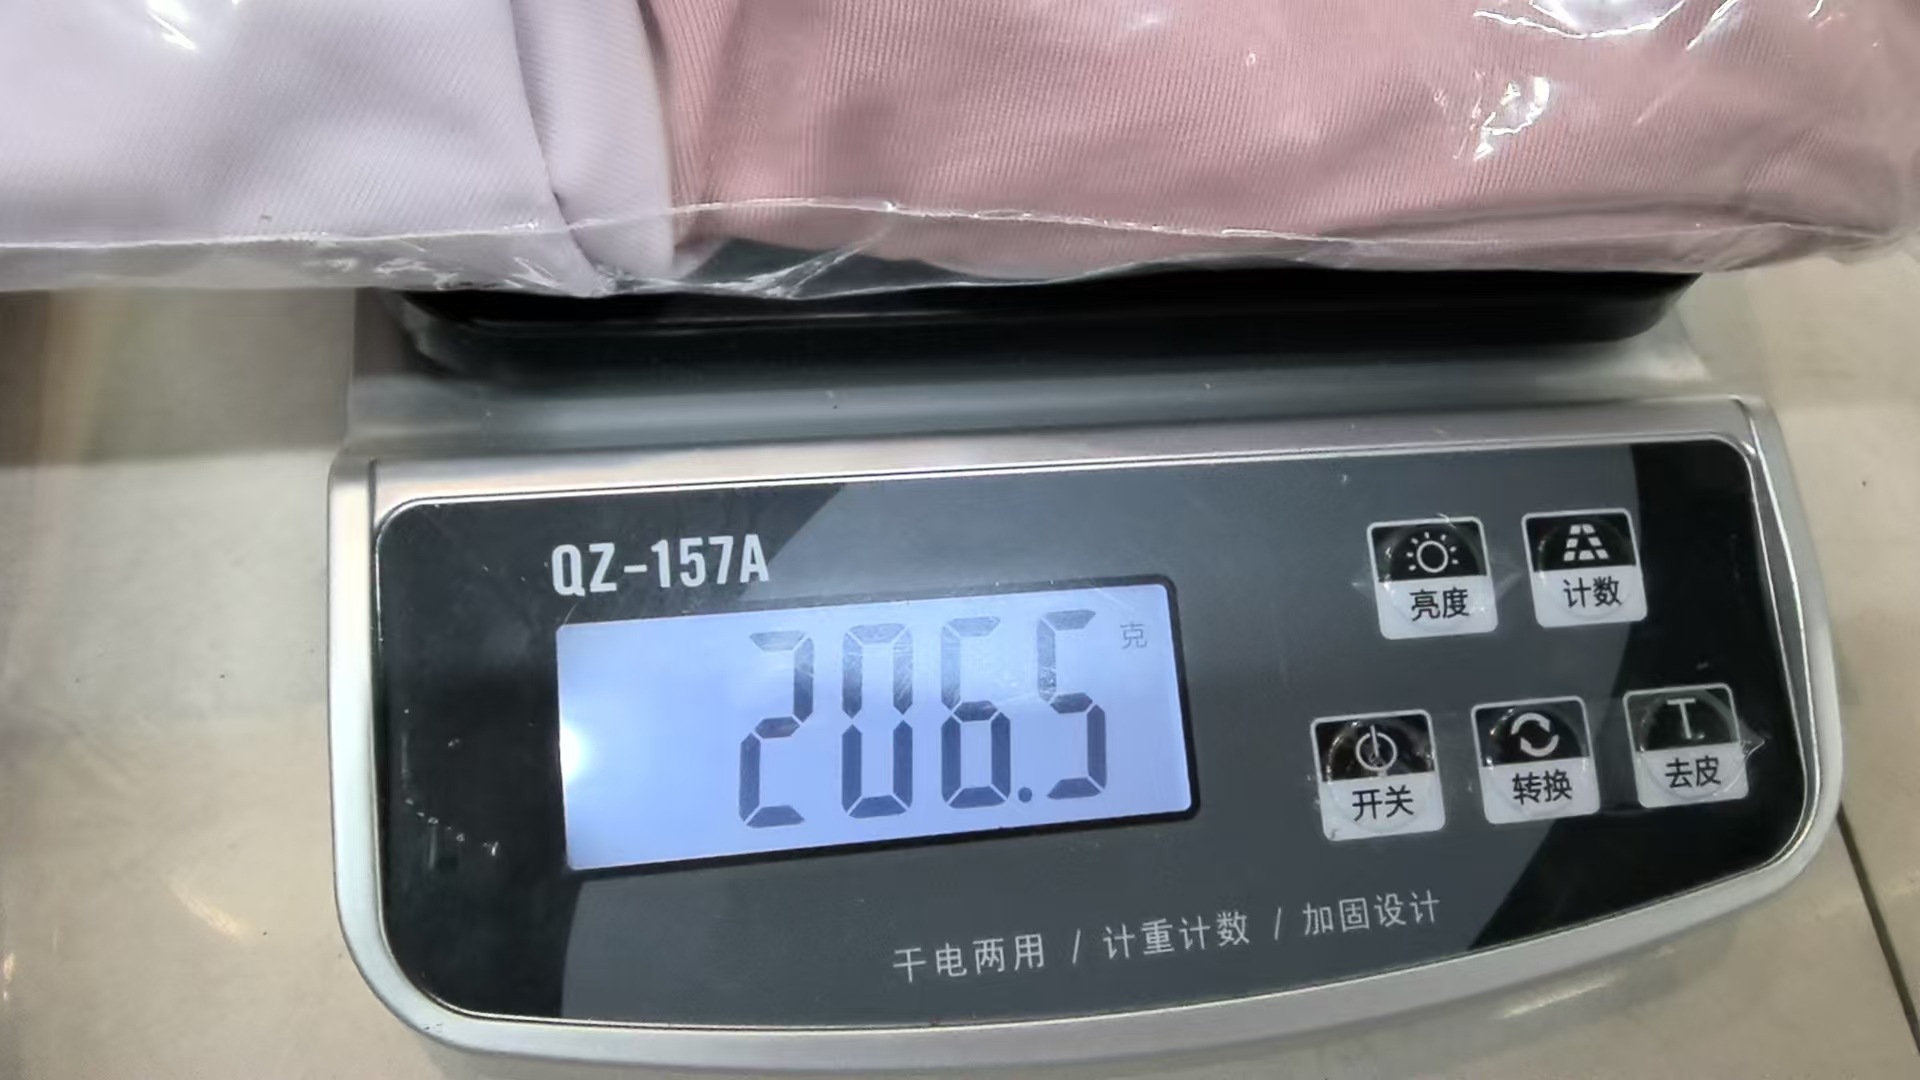 QZ-157A
206.5 克
亮度
计数
开关
转换
T
去皮
干电两用 / 计重计数 / 加固设计